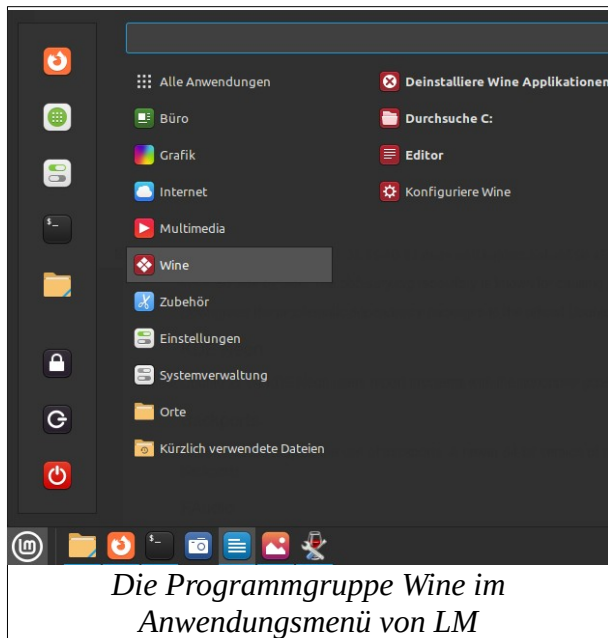 Alle Anwendungen
Büro
Grafik
Internet
Multimedia
Wine
Zubehör
Einstellungen
Systemverwaltung
Orte
Kürzlich verwendete Dateien
Deinstalliere Wine Applikationen
Durchsuche C:
Editor
Konfiguriere Wine
Die Programmgruppe Wine im
Anwendungsmenü von LM